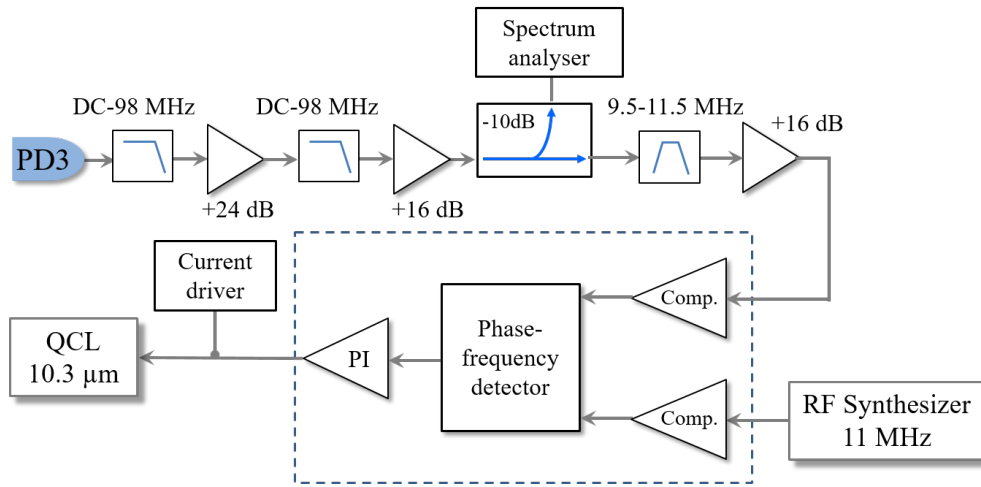 Spectrum
analyser
DC-98 MHz
DC-98 MHz
-10dB
9.5-11.5 MHz
+16 dB
PD3
+24 dB
+16 dB
Current
driver
Comp.
QCL
10.3 µm
PI
Phase-
frequency
detector
Comp.
RF Synthesizer
11 MHz